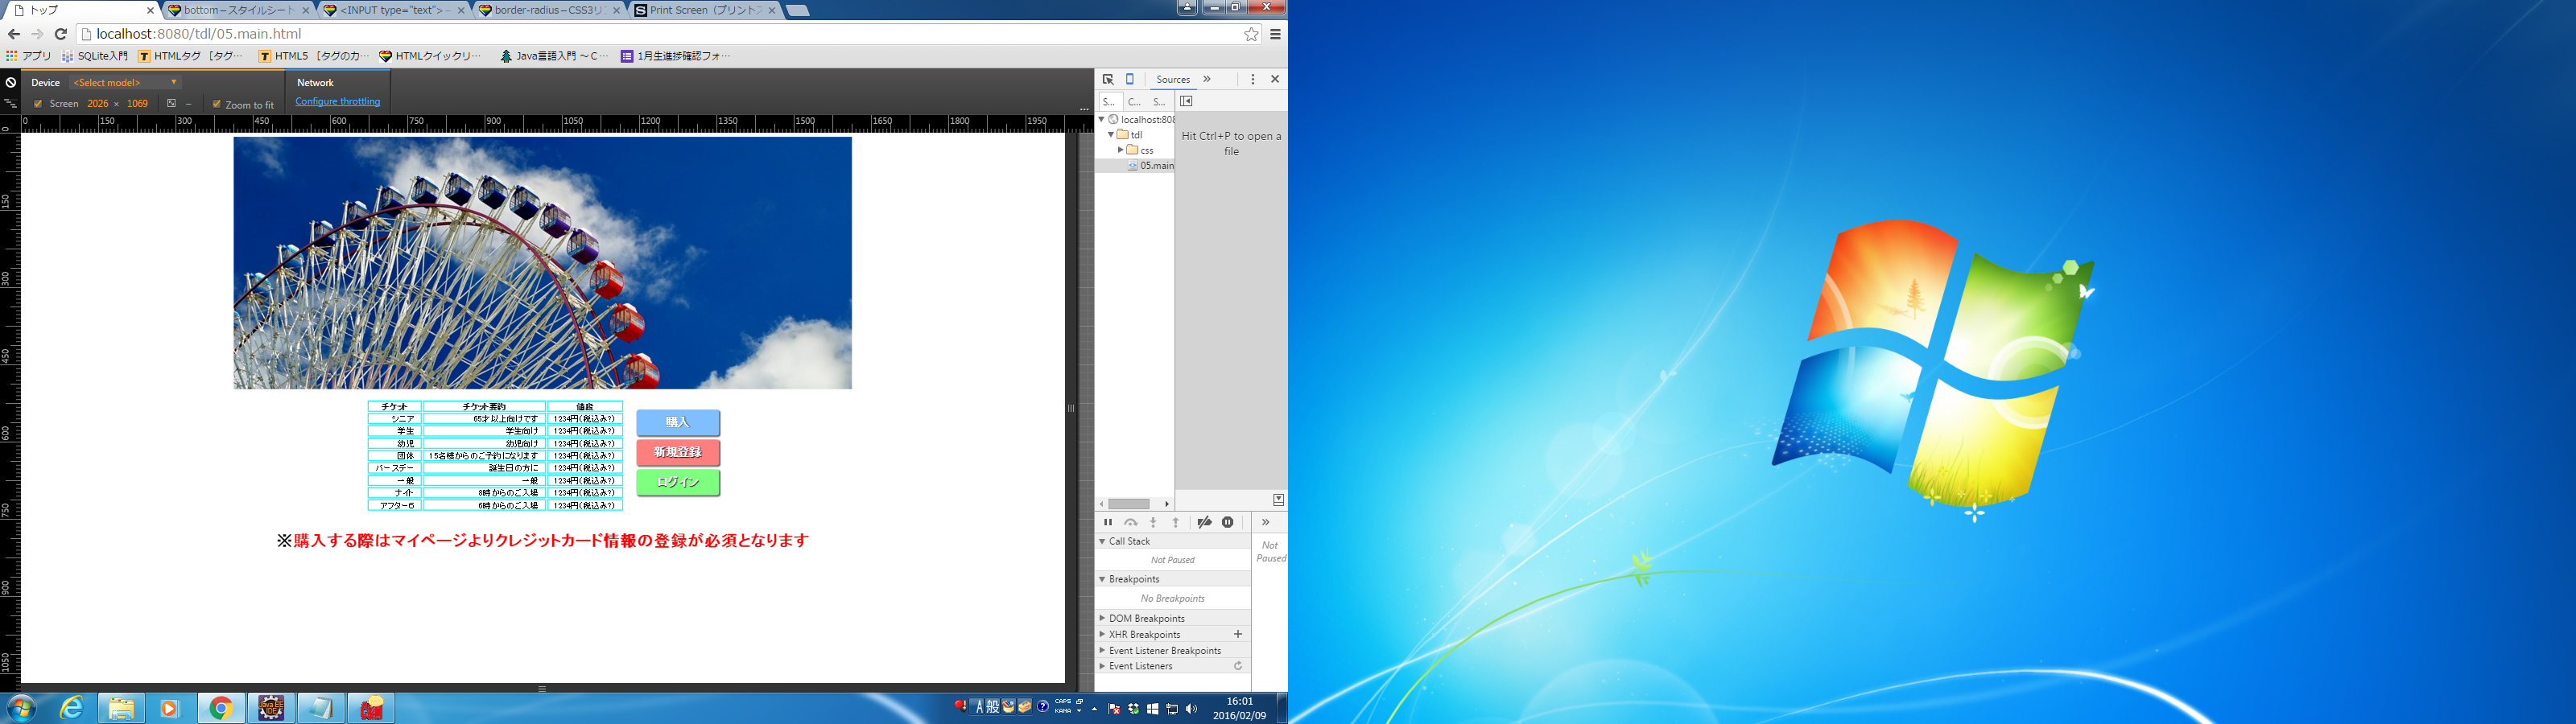 トップ
bottom－スタイルシート
<INPUT type="text"> －
border-radius－CSS3リ
Print Screen（プリントス
localhost:8080/tdl/05.main.html
アプリ SQLite入門 HTMLタグ ［タグ… HTML5 ［タグのカ… HTMLクイックリ… Java言語入門 ～C… 1月生進捗確認フォ…
Device <Select model> Network
Screen 2026 × 1069 Zoom to fit Configure throttling
0 150 300 450 600 750 900 1050 1200 1350 1500 1650 1800 1950
0 150 300 450 600 750 900 1050
チケット チケット要約 値段
シニア 65才以上向けです 1234円(税込み?)
学生 学生向け 1234円(税込み?)
幼児 幼児向け 1234円(税込み?)
団体 15名様からのご予約になります 1234円(税込み?)
バースデー 誕生日の方に 1234円(税込み?)
一般 一般 1234円(税込み?)
ナイト 8時からのご入場 1234円(税込み?)
アフター6 6時からのご入場 1234円(税込み?)
購入
新規登録
ログイン
※購入する際はマイページよりクレジットカード情報の登録が必須となります
Sources
S... C... S...
localhost:808
tdl
css
05.main
Hit Ctrl+P to open a
file
Call Stack
Not Paused
Breakpoints
No Breakpoints
DOM Breakpoints
XHR Breakpoints
Event Listener Breakpoints
Event Listeners
Not
Paused
Java EE
IDE
A 般
CAPS
KANA
16:01
2016/02/09